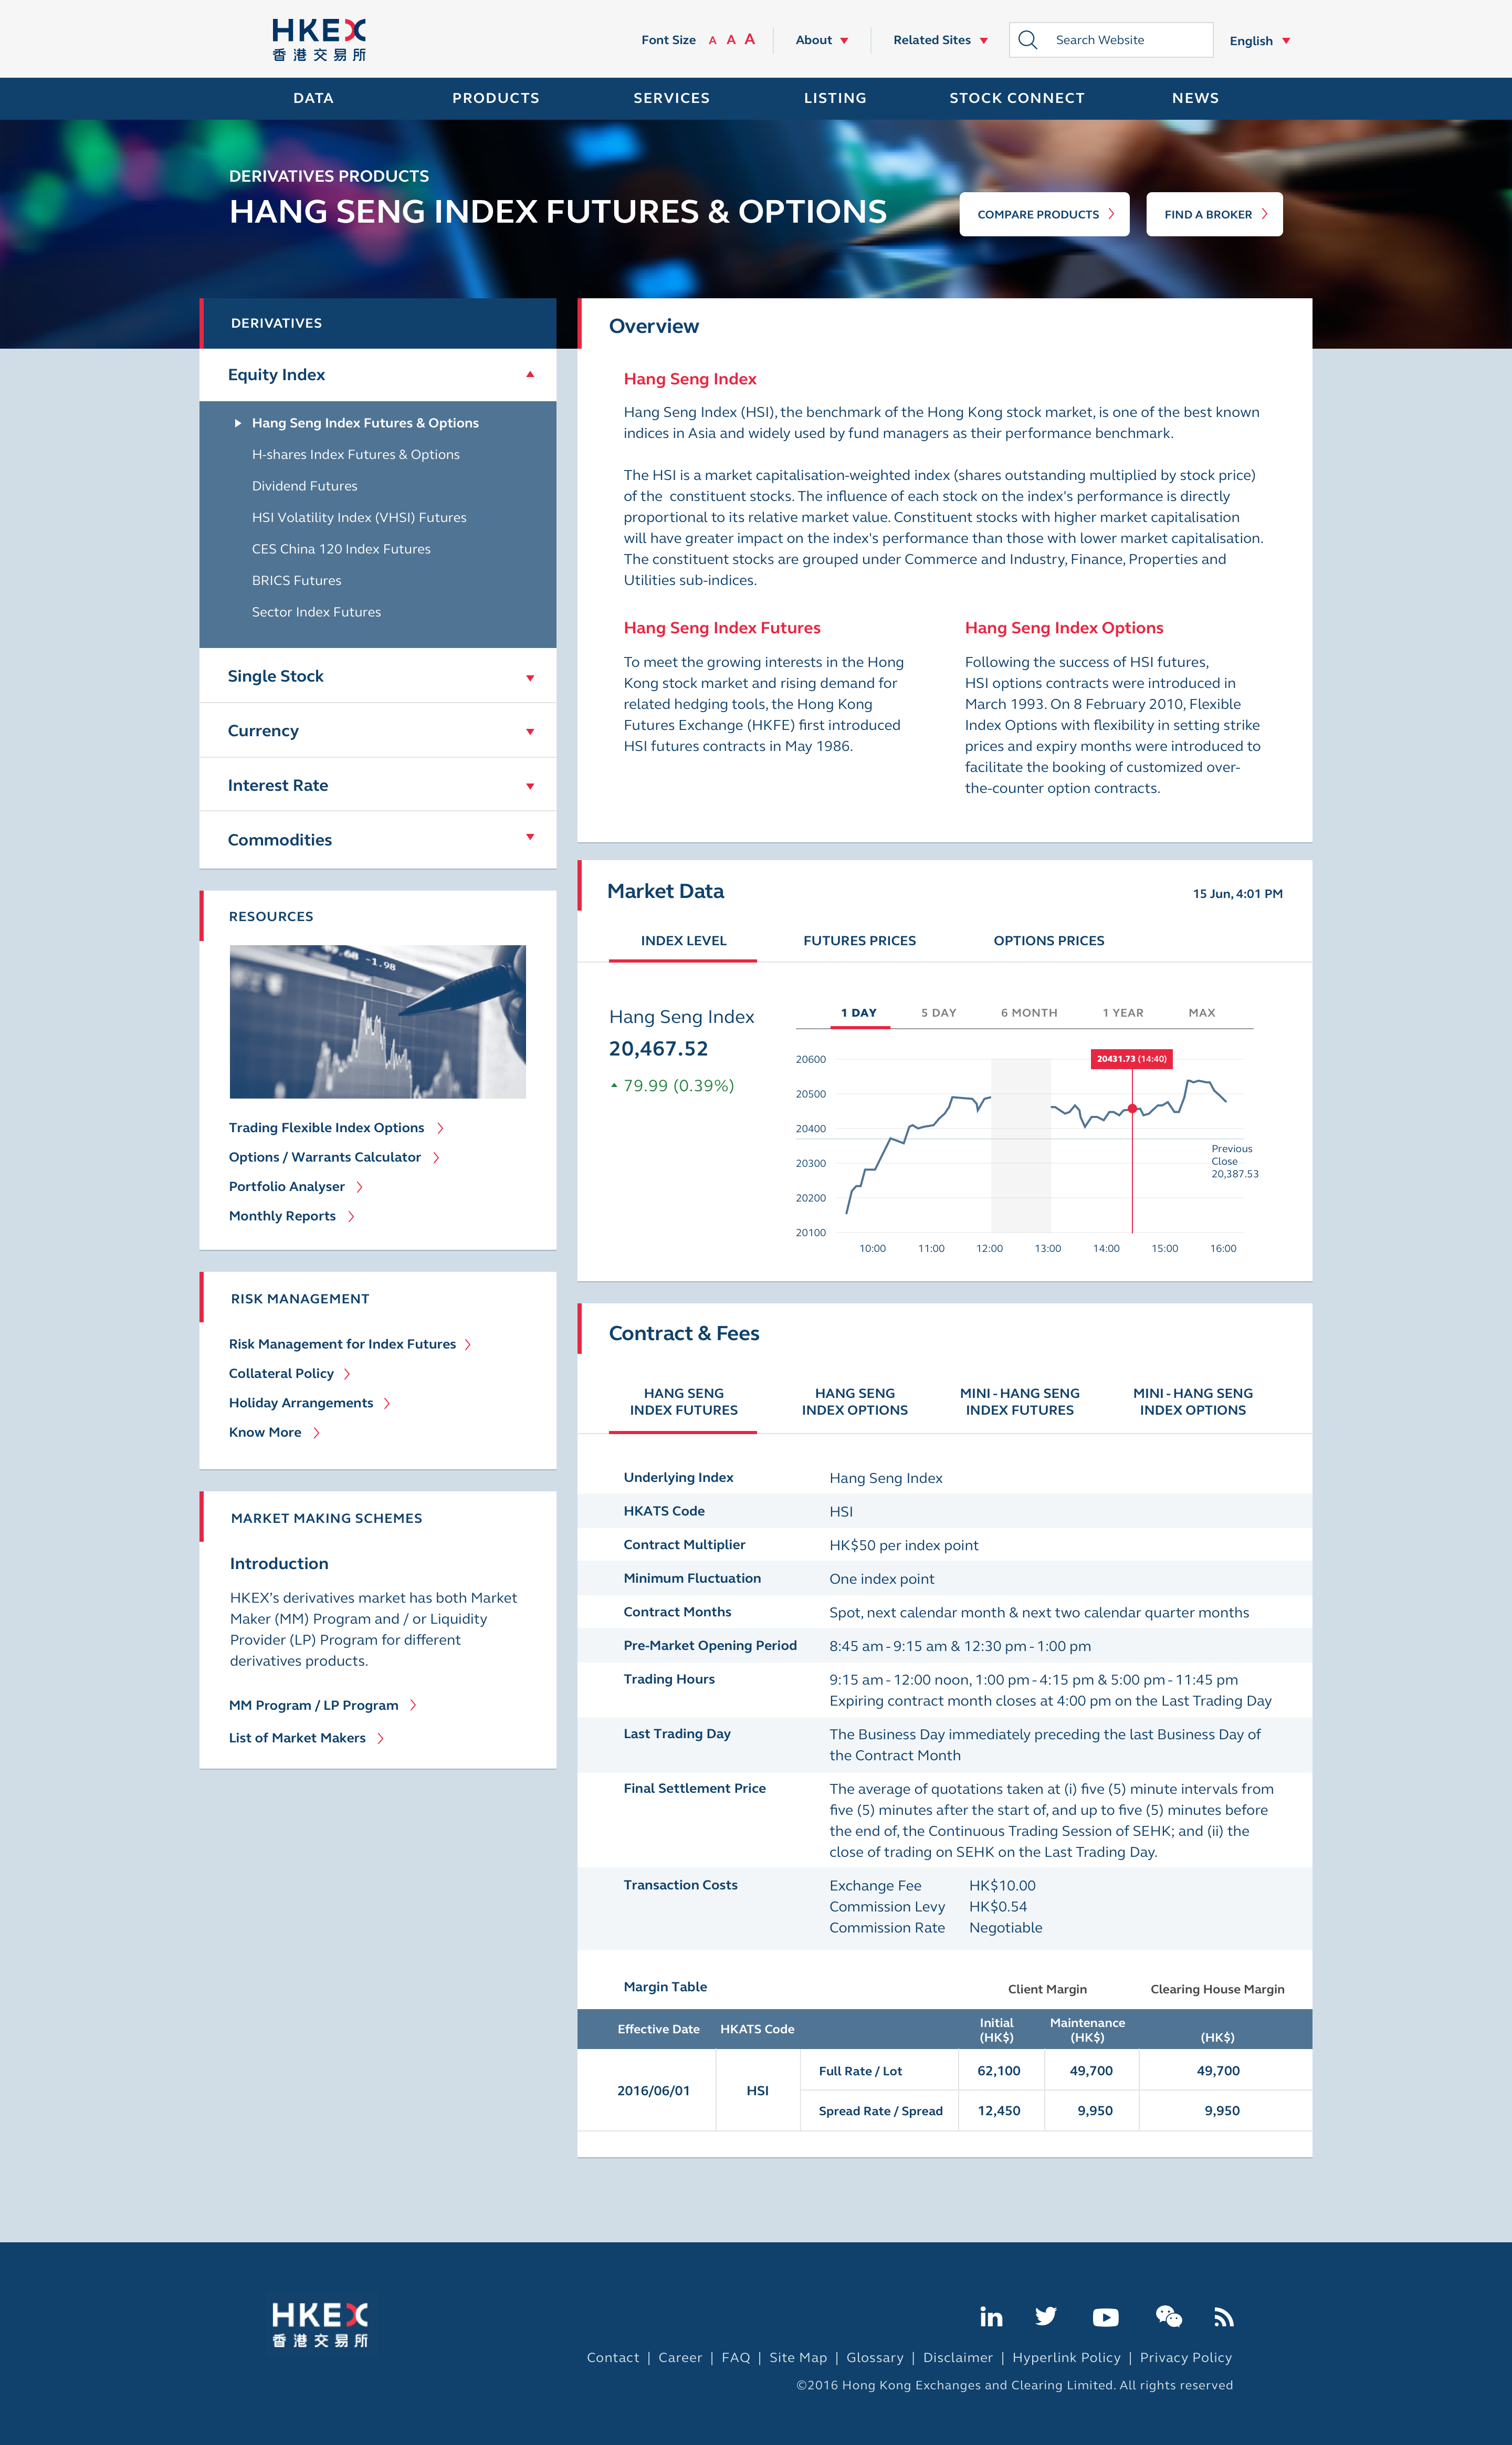 HKEX
香港交易所
Font Size A A A
About
Related Sites
Search Website
English
DATA PRODUCTS SERVICES LISTING STOCK CONNECT NEWS
DERIVATIVES PRODUCTS
HANG SENG INDEX FUTURES & OPTIONS
COMPARE PRODUCTS
FIND A BROKER
DERIVATIVES
Equity Index
Hang Seng Index Futures & Options
H-shares Index Futures & Options
Dividend Futures
HSI Volatility Index (VHSI) Futures
CES China 120 Index Futures
BRICS Futures
Sector Index Futures
Single Stock
Currency
Interest Rate
Commodities
RESOURCES
-1.98
Trading Flexible Index Options
Options / Warrants Calculator
Portfolio Analyser
Monthly Reports
RISK MANAGEMENT
Risk Management for Index Futures
Collateral Policy
Holiday Arrangements
Know More
MARKET MAKING SCHEMES
Introduction
HKEX’s derivatives market has both Market
Maker (MM) Program and / or Liquidity
Provider (LP) Program for different
derivatives products.
MM Program / LP Program
List of Market Makers
Overview
Hang Seng Index
Hang Seng Index (HSI), the benchmark of the Hong Kong stock market, is one of the best known
indices in Asia and widely used by fund managers as their performance benchmark.
The HSI is a market capitalisation-weighted index (shares outstanding multiplied by stock price)
of the constituent stocks. The influence of each stock on the index's performance is directly
proportional to its relative market value. Constituent stocks with higher market capitalisation
will have greater impact on the index's performance than those with lower market capitalisation.
The constituent stocks are grouped under Commerce and Industry, Finance, Properties and
Utilities sub-indices.
Hang Seng Index Futures
To meet the growing interests in the Hong
Kong stock market and rising demand for
related hedging tools, the Hong Kong
Futures Exchange (HKFE) first introduced
HSI futures contracts in May 1986.
Hang Seng Index Options
Following the success of HSI futures,
HSI options contracts were introduced in
March 1993. On 8 February 2010, Flexible
Index Options with flexibility in setting strike
prices and expiry months were introduced to
facilitate the booking of customized over-
the-counter option contracts.
Market Data
15 Jun, 4:01 PM
INDEX LEVEL FUTURES PRICES OPTIONS PRICES
Hang Seng Index
20,467.52
79.99 (0.39%)
1 DAY 5 DAY 6 MONTH 1 YEAR MAX
20431.73 (14:40)
20600
20500
20400
20300
20200
20100
Previous
Close
20,387.53
10:00 11:00 12:00 13:00 14:00 15:00 16:00
Contract & Fees
HANG SENG
INDEX FUTURES
HANG SENG
INDEX OPTIONS
MINI - HANG SENG
INDEX FUTURES
MINI - HANG SENG
INDEX OPTIONS
Underlying Index Hang Seng Index
HKATS Code HSI
Contract Multiplier HK$50 per index point
Minimum Fluctuation One index point
Contract Months Spot, next calendar month & next two calendar quarter months
Pre-Market Opening Period 8:45 am - 9:15 am & 12:30 pm - 1:00 pm
Trading Hours 9:15 am - 12:00 noon, 1:00 pm - 4:15 pm & 5:00 pm - 11:45 pm
Expiring contract month closes at 4:00 pm on the Last Trading Day
Last Trading Day The Business Day immediately preceding the last Business Day of
the Contract Month
Final Settlement Price The average of quotations taken at (i) five (5) minute intervals from
five (5) minutes after the start of, and up to five (5) minutes before
the end of, the Continuous Trading Session of SEHK; and (ii) the
close of trading on SEHK on the Last Trading Day.
Transaction Costs Exchange Fee HK$10.00
Commission Levy HK$0.54
Commission Rate Negotiable
Margin Table Client Margin Clearing House Margin
Effective Date HKATS Code Initial (HK$) Maintenance (HK$) (HK$)
2016/06/01 HSI
Full Rate / Lot 62,100 49,700 49,700
Spread Rate / Spread 12,450 9,950 9,950
HKEX
香港交易所
in
Contact | Career | FAQ | Site Map | Glossary | Disclaimer | Hyperlink Policy | Privacy Policy
©2016 Hong Kong Exchanges and Clearing Limited. All rights reserved